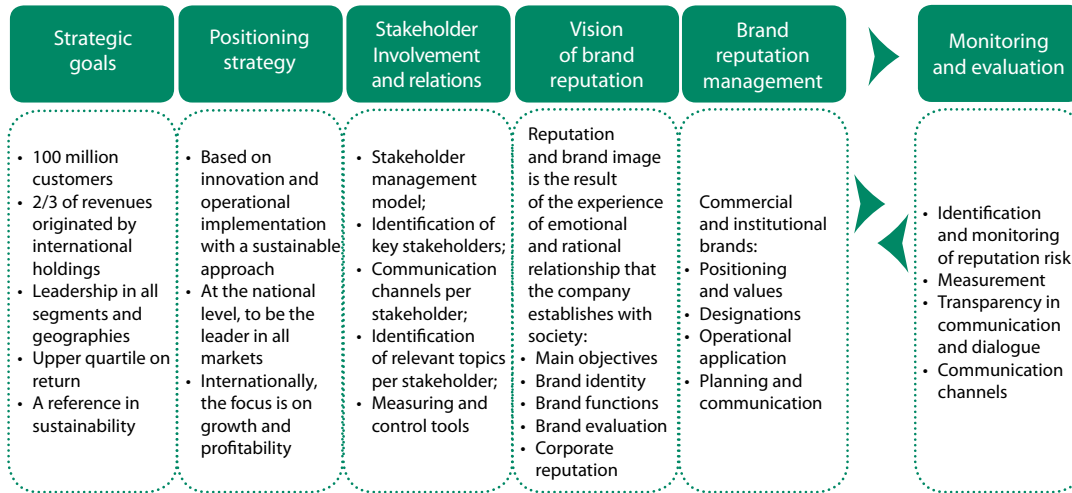 Strategic
goals
Positioning
strategy
Stakeholder
Involvement
and relations
Vision
of brand
reputation
Brand
reputation
management
Monitoring
and evaluation
• 100 million
customers
• 2/3 of revenues
originated by
international
holdings
• Leadership in all
segments and
geographies
• Upper quartile on
return
• A reference in
sustainability
• Based on
innovation and
operational
implementation
with a sustainable
approach
• At the national
level, to be the
leader in all
markets
• Internationally,
the focus is on
growth and
profitability
• Stakeholder
management
model;
• Identification of
key stakeholders;
• Communication
channels per
stakeholder;
• Identification
of relevant topics
per stakeholder;
• Measuring and
control tools
Reputation
and brand image
is the result
of the experience
of emotional
and rational
relationship that
the company
establishes with
society:
• Main objectives
• Brand identity
• Brand functions
• Brand evaluation
• Corporate
reputation
Commercial
and institutional
brands:
• Positioning
and values
• Designations
• Operational
application
• Planning and
communication
• Identification
and monitoring
of reputation risk
• Measurement
• Transparency in
communication
and dialogue
• Communication
channels